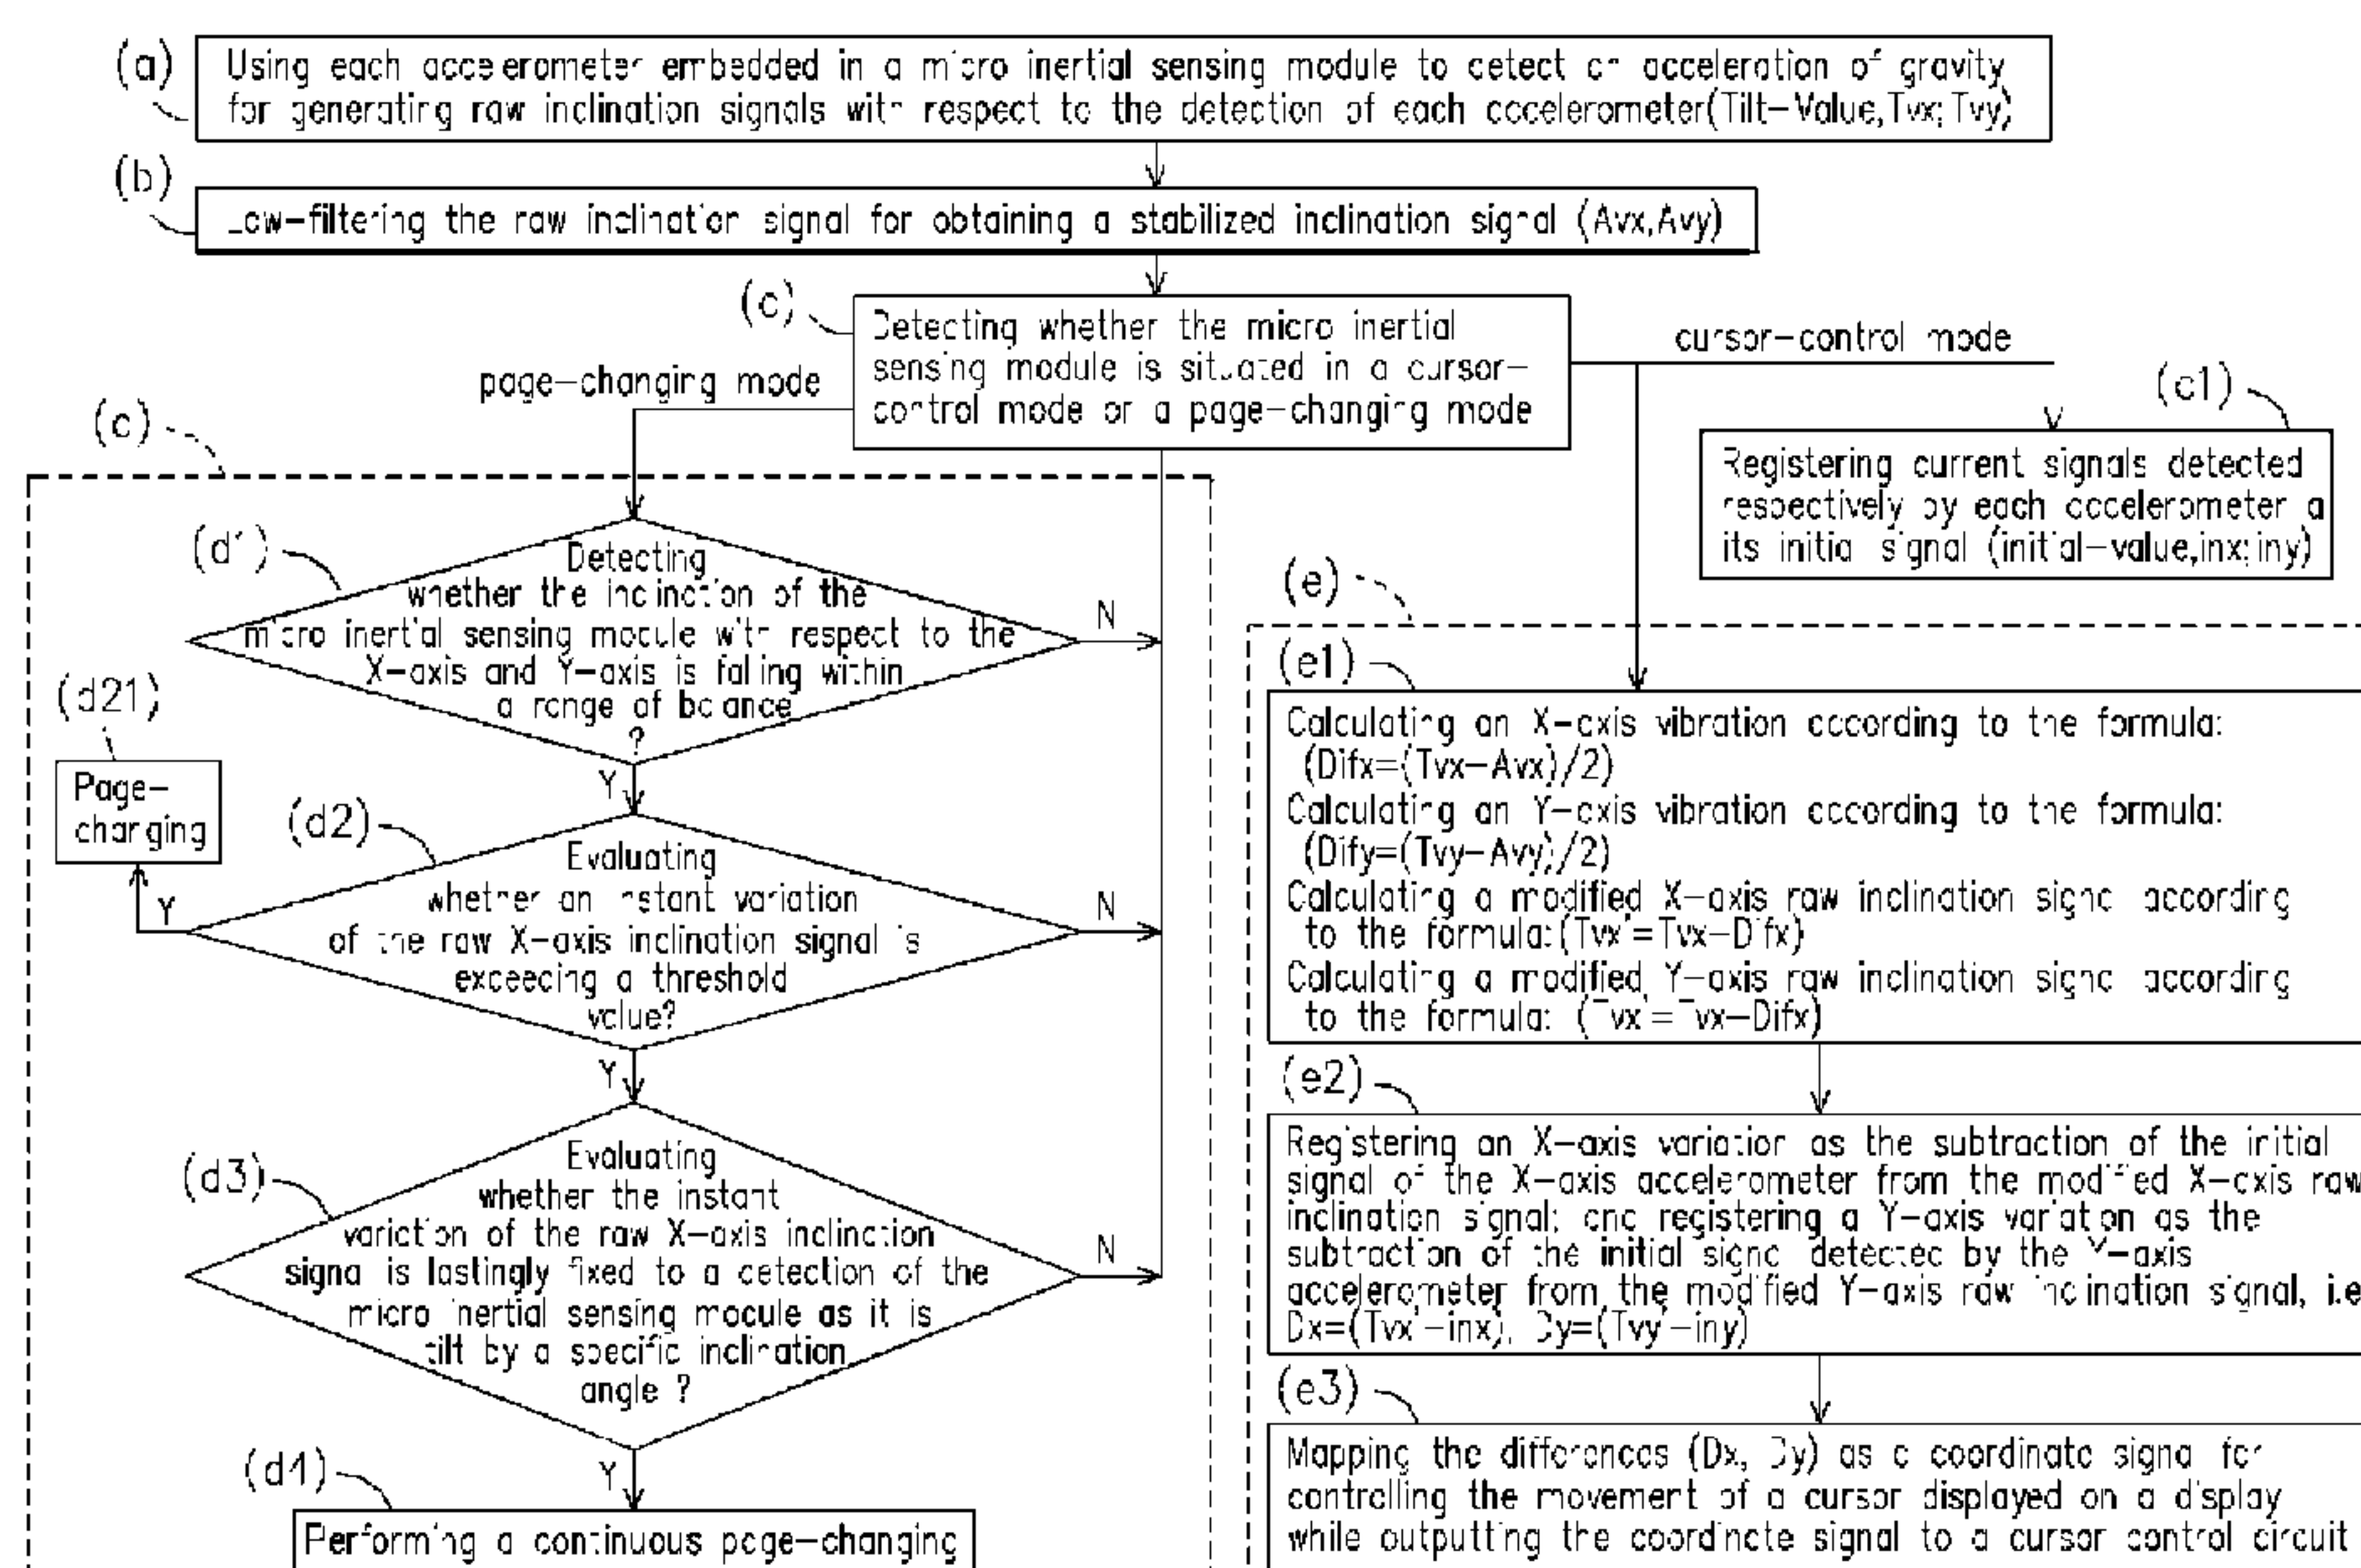 (a)
Using each accelerometer embedded in a micro inertial sensing module to detect an acceleration of gravity
for generating raw inclination signals with respect to the detection of each accelerometer(Tilt-Value,Tvx;Tvy)
(b)
Low-filtering the raw inclination signal for obtaining a stabilized inclination signal (Avx,Avy)
(c)
Detecting whether the micro inertial
sensing module is situated in a cursor-
control mode or a page-changing mode
page-changing mode
cursor-control mode
(c1)
Registering current signals detected
respectively by each accelerometer a
its initial signal (initial-value,inx;iny)
(d1)
Detecting
whether the inclination of the
micro inertial sensing module with respect to the
X-axis and Y-axis is falling within
a range of balance
?
N
Y
(d21)
Page-
changing
Y
(d2)
Evaluating
whether an instant variation
of the raw X-axis inclination signal is
exceeding a threshold
value?
N
Y
(d3)
Evaluating
whether the instant
variation of the raw X-axis inclination
signal is lastingly fixed to a detection of the
micro inertial sensing module as it is
tilt by a specific inclination
angle ?
N
Y
(d4)
Performing a continuous page-changing
(e)
(e1)
Calculating an X-axis vibration according to the formula:
(Difx=(Tvx-Avx)/2)
Calculating an Y-axis vibration according to the formula:
(Dify=(Tvy-Avy)/2)
Calculating a modified X-axis raw inclination signal according
to the formula:(Tvx'=Tvx-Difx)
Calculating a modified Y-axis raw inclination signal according
to the formula: (Tvx'=Tvx-Difx)
(e2)
Registering an X-axis variation as the subtraction of the initial
signal of the X-axis accelerometer from the modified X-axis raw
inclination signal; and registering a Y-axis variation as the
subtraction of the initial signal detected by the Y-axis
accelerometer from the modified Y-axis raw inclination signal, i.e
Dx=(Tvx'-inx), Dy=(Tvy'-iny)
(e3)
Mapping the differences (Dx, Dy) as a coordinate signal for
controlling the movement of a cursor displayed on a display
while outputting the coordinate signal to a cursor control circuit